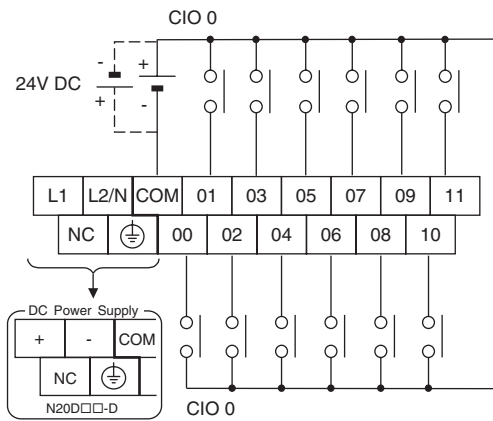 CIO 0
- +
24V DC
+ -
L1 L2/N COM 01 03 05 07 09 11
NC 00 02 04 06 08 10
DC Power Supply
+ - COM
NC
N20D□□-D
CIO 0